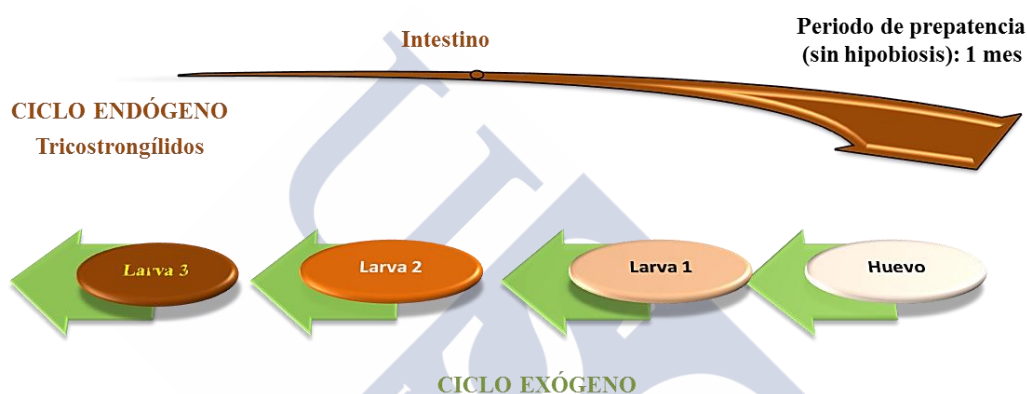 Intestino
Periodo de prepatencia
(sin hipobiosis): 1 mes
CICLO ENDÓGENO
Tricostrongílidos
Larva 3
Larva 2
Larva 1
Huevo
CICLO EXÓGENO